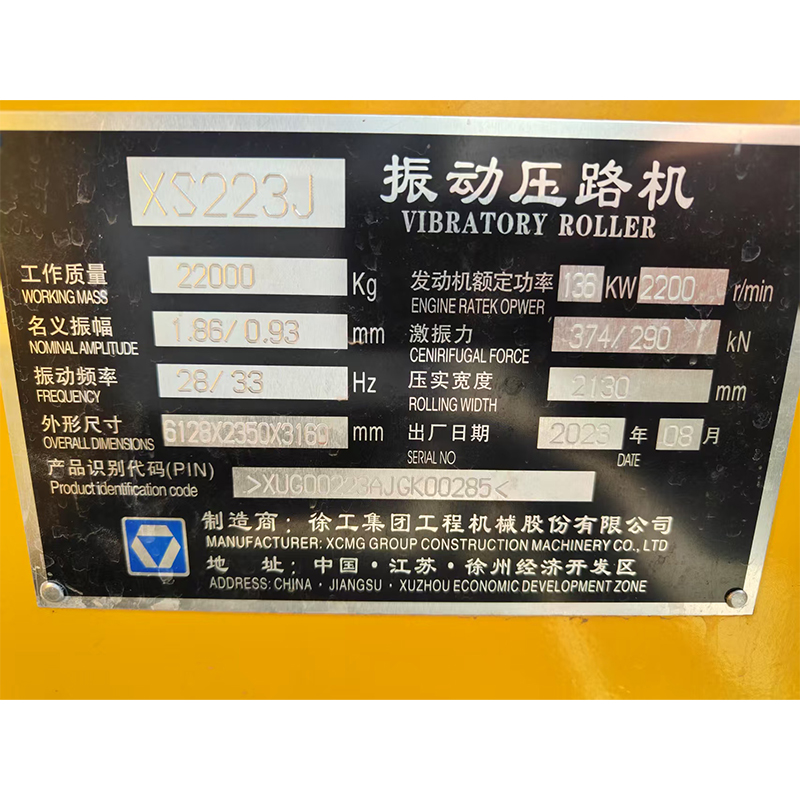 XS223J 振动压路机
VIBRATORY ROLLER
工作质量 22000 Kg 发动机额定功率 136 KW 2200 r/min
WORKING MASS ENGINE RATEK OPWER
名义振幅 1.86/0.93 mm 激振力 374/290 kN
NOMINAL AMPLITUDE CENIRIFUGAL FORCE
振动频率 28/33 Hz 压实宽度 2130 mm
FREQUENCY ROLLING WIDTH
外形尺寸 6128X2350X3169 mm 出厂日期 2023 年 08 月
OVERALL DIMENSIONS SERIAL NO DATE
产品识别代码(PIN) >XUG00223AJGK00285<
Product identification code
制造商：徐工集团工程机械股份有限公司
MANUFACTURER: XCMG GROUP CONSTRUCTION MACHINERY CO., LTD
地 址：中国·江苏·徐州经济开发区
ADDRESS: CHINA · JIANGSU · XUZHOU ECONOMIC DEVELOPMENT ZONE